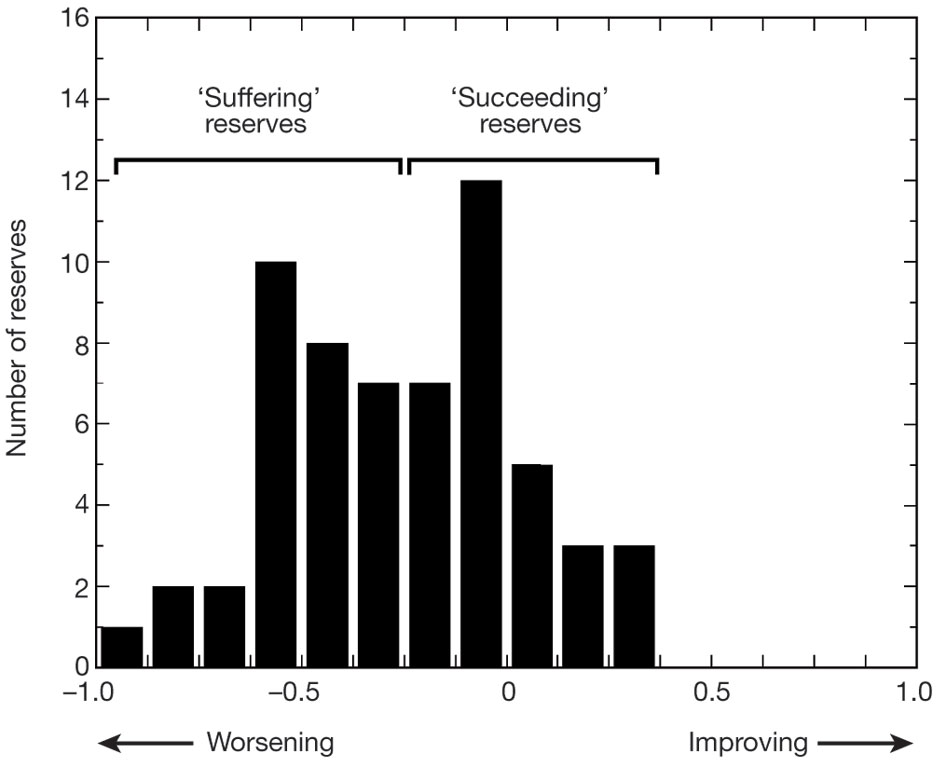 16
14
12
10
8
6
4
2
0
Number of reserves
‘Suffering’
reserves
‘Succeeding’
reserves
–1.0
–0.5
0
0.5
1.0
Worsening
Improving